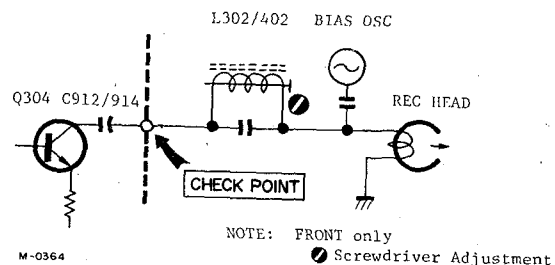 L302/402 BIAS OSC
Q304 C912/914
REC HEAD
CHECK POINT
NOTE: FRONT only
Screwdriver Adjustment
M-0364